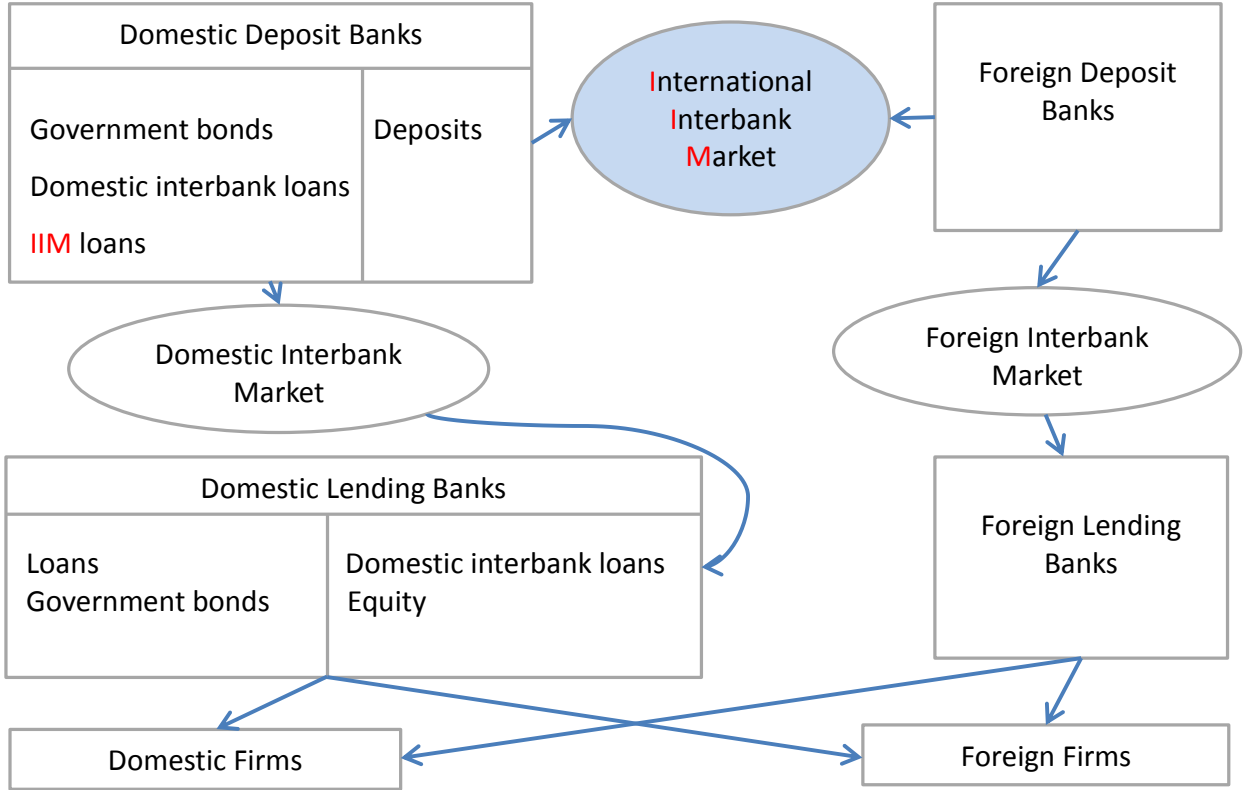 Domestic Deposit Banks
Government bonds
Domestic interbank loans
IIM loans
Deposits
International
Interbank
Market
Foreign Deposit
Banks
Domestic Interbank
Market
Foreign Interbank
Market
Domestic Lending Banks
Loans
Government bonds
Domestic interbank loans
Equity
Foreign Lending
Banks
Domestic Firms
Foreign Firms